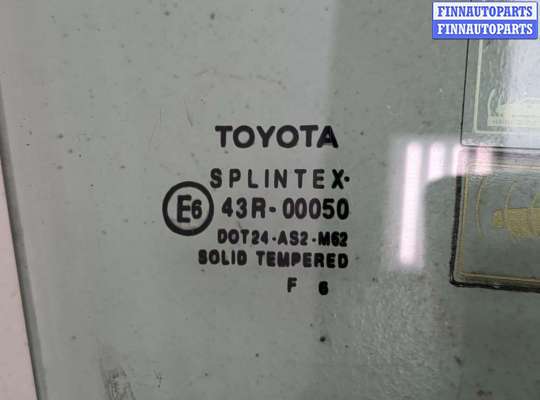 FINNAUTOPARTS
FINNAUTOPARTS
TOYOTA
SPLINTEX·
E6 43R-00050
DOT24-AS2-M62
SOLID TEMPERED
F 6